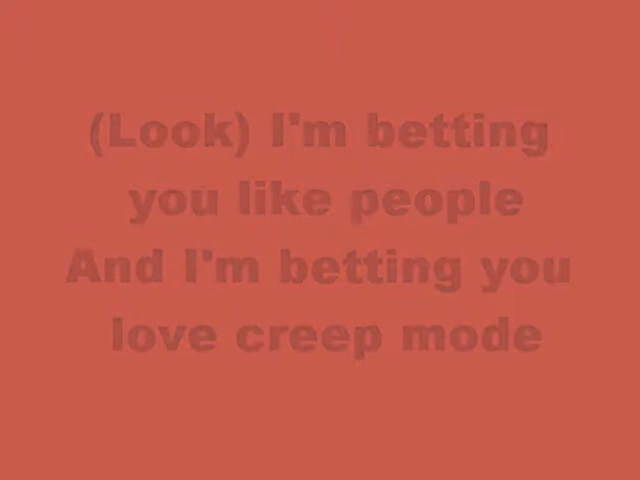 (Look) I'm betting
you like people
And I'm betting you
love creep mode